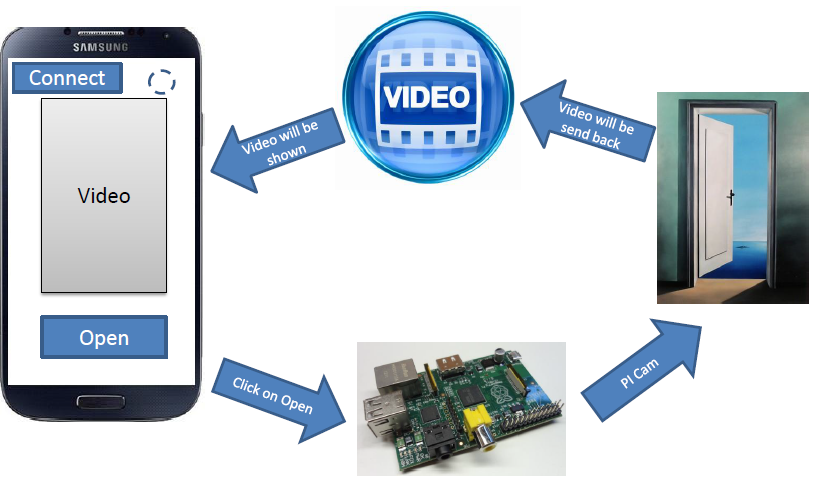 SAMSUNG
Connect
Video
Open
Video will be
shown
VIDEO
Video will be
send back
Click on Open
PI Cam